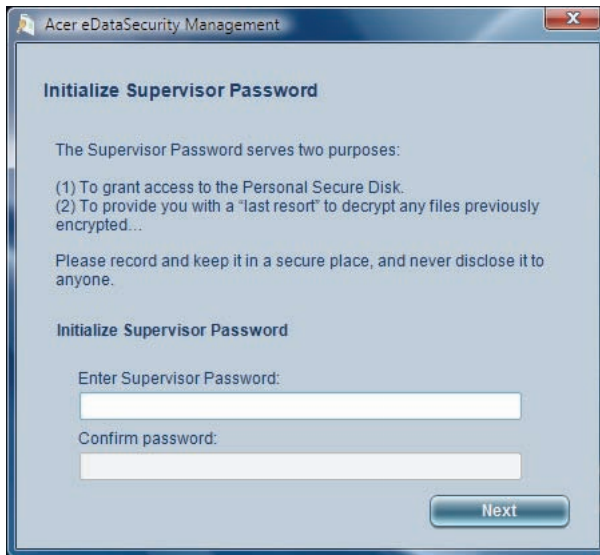 Acer eDataSecurity Management
Initialize Supervisor Password
The Supervisor Password serves two purposes:
(1) To grant access to the Personal Secure Disk.
(2) To provide you with a “last resort” to decrypt any files previously
encrypted...
Please record and keep it in a secure place, and never disclose it to
anyone.
Initialize Supervisor Password
Enter Supervisor Password:
Confirm password:
Next